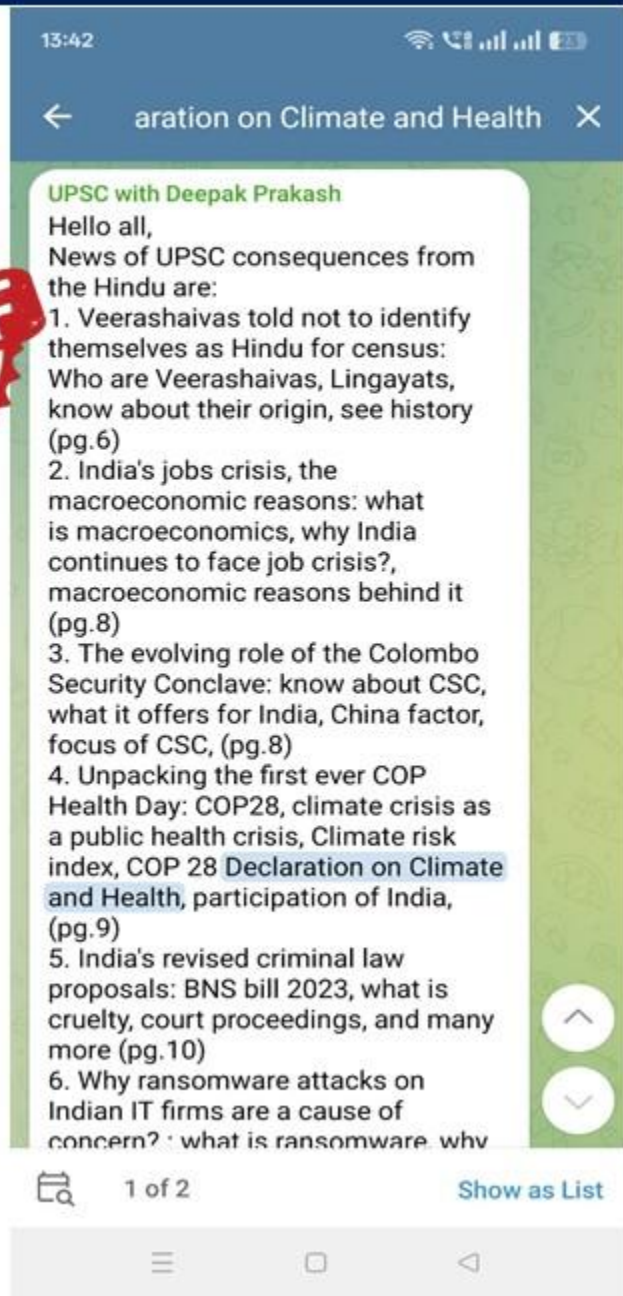 13:42
aration on Climate and Health
UPSC with Deepak Prakash
Hello all,
News of UPSC consequences from
the Hindu are:
1. Veerashaivas told not to identify
themselves as Hindu for census:
Who are Veerashaivas, Lingayats,
know about their origin, see history
(pg.6)
2. India's jobs crisis, the
macroeconomic reasons: what
is macroeconomics, why India
continues to face job crisis?,
macroeconomic reasons behind it
(pg.8)
3. The evolving role of the Colombo
Security Conclave: know about CSC,
what it offers for India, China factor,
focus of CSC, (pg.8)
4. Unpacking the first ever COP
Health Day: COP28, climate crisis as
a public health crisis, Climate risk
index, COP 28 Declaration on Climate
and Health, participation of India,
(pg.9)
5. India's revised criminal law
proposals: BNS bill 2023, what is
cruelty, court proceedings, and many
more (pg.10)
6. Why ransomware attacks on
Indian IT firms are a cause of
concern? : what is ransomware, why
1 of 2
Show as List